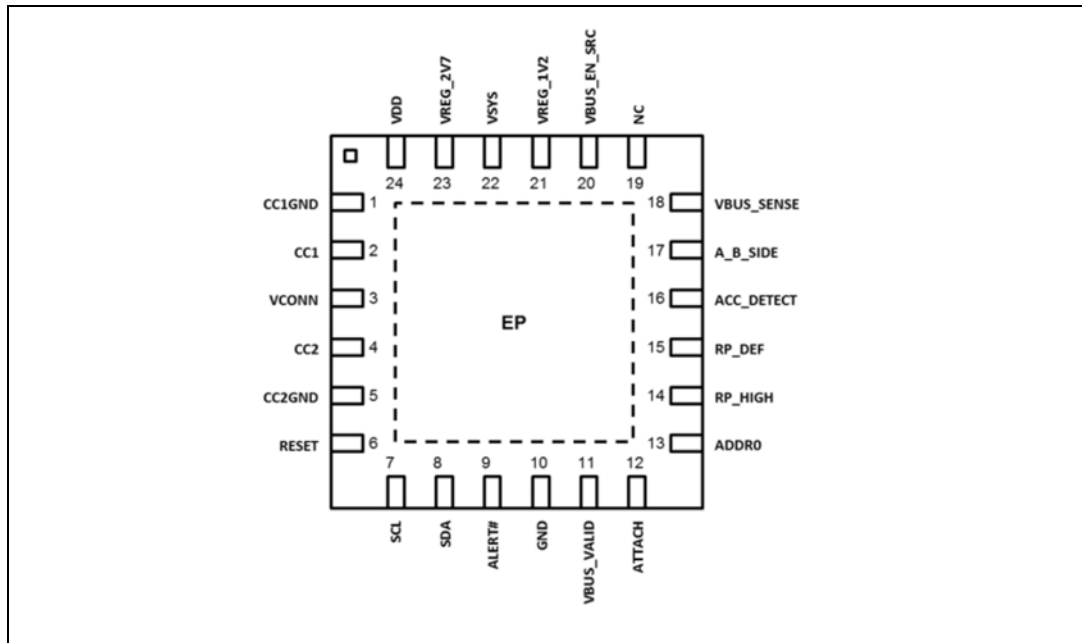 VDD
VREG_2V7
VSYS
VREG_1V2
VBUS_EN_SRC
NC
24
23
22
21
20
19
CC1GND 1
18 VBUS_SENSE
CC1 2
17 A_B_SIDE
VCONN 3
16 ACC_DETECT
EP
CC2 4
15 RP_DEF
CC2GND 5
14 RP_HIGH
RESET 6
13 ADDR0
7
8
9
10
11
12
SCL
SDA
ALERT#
GND
VBUS_VALID
ATTACH